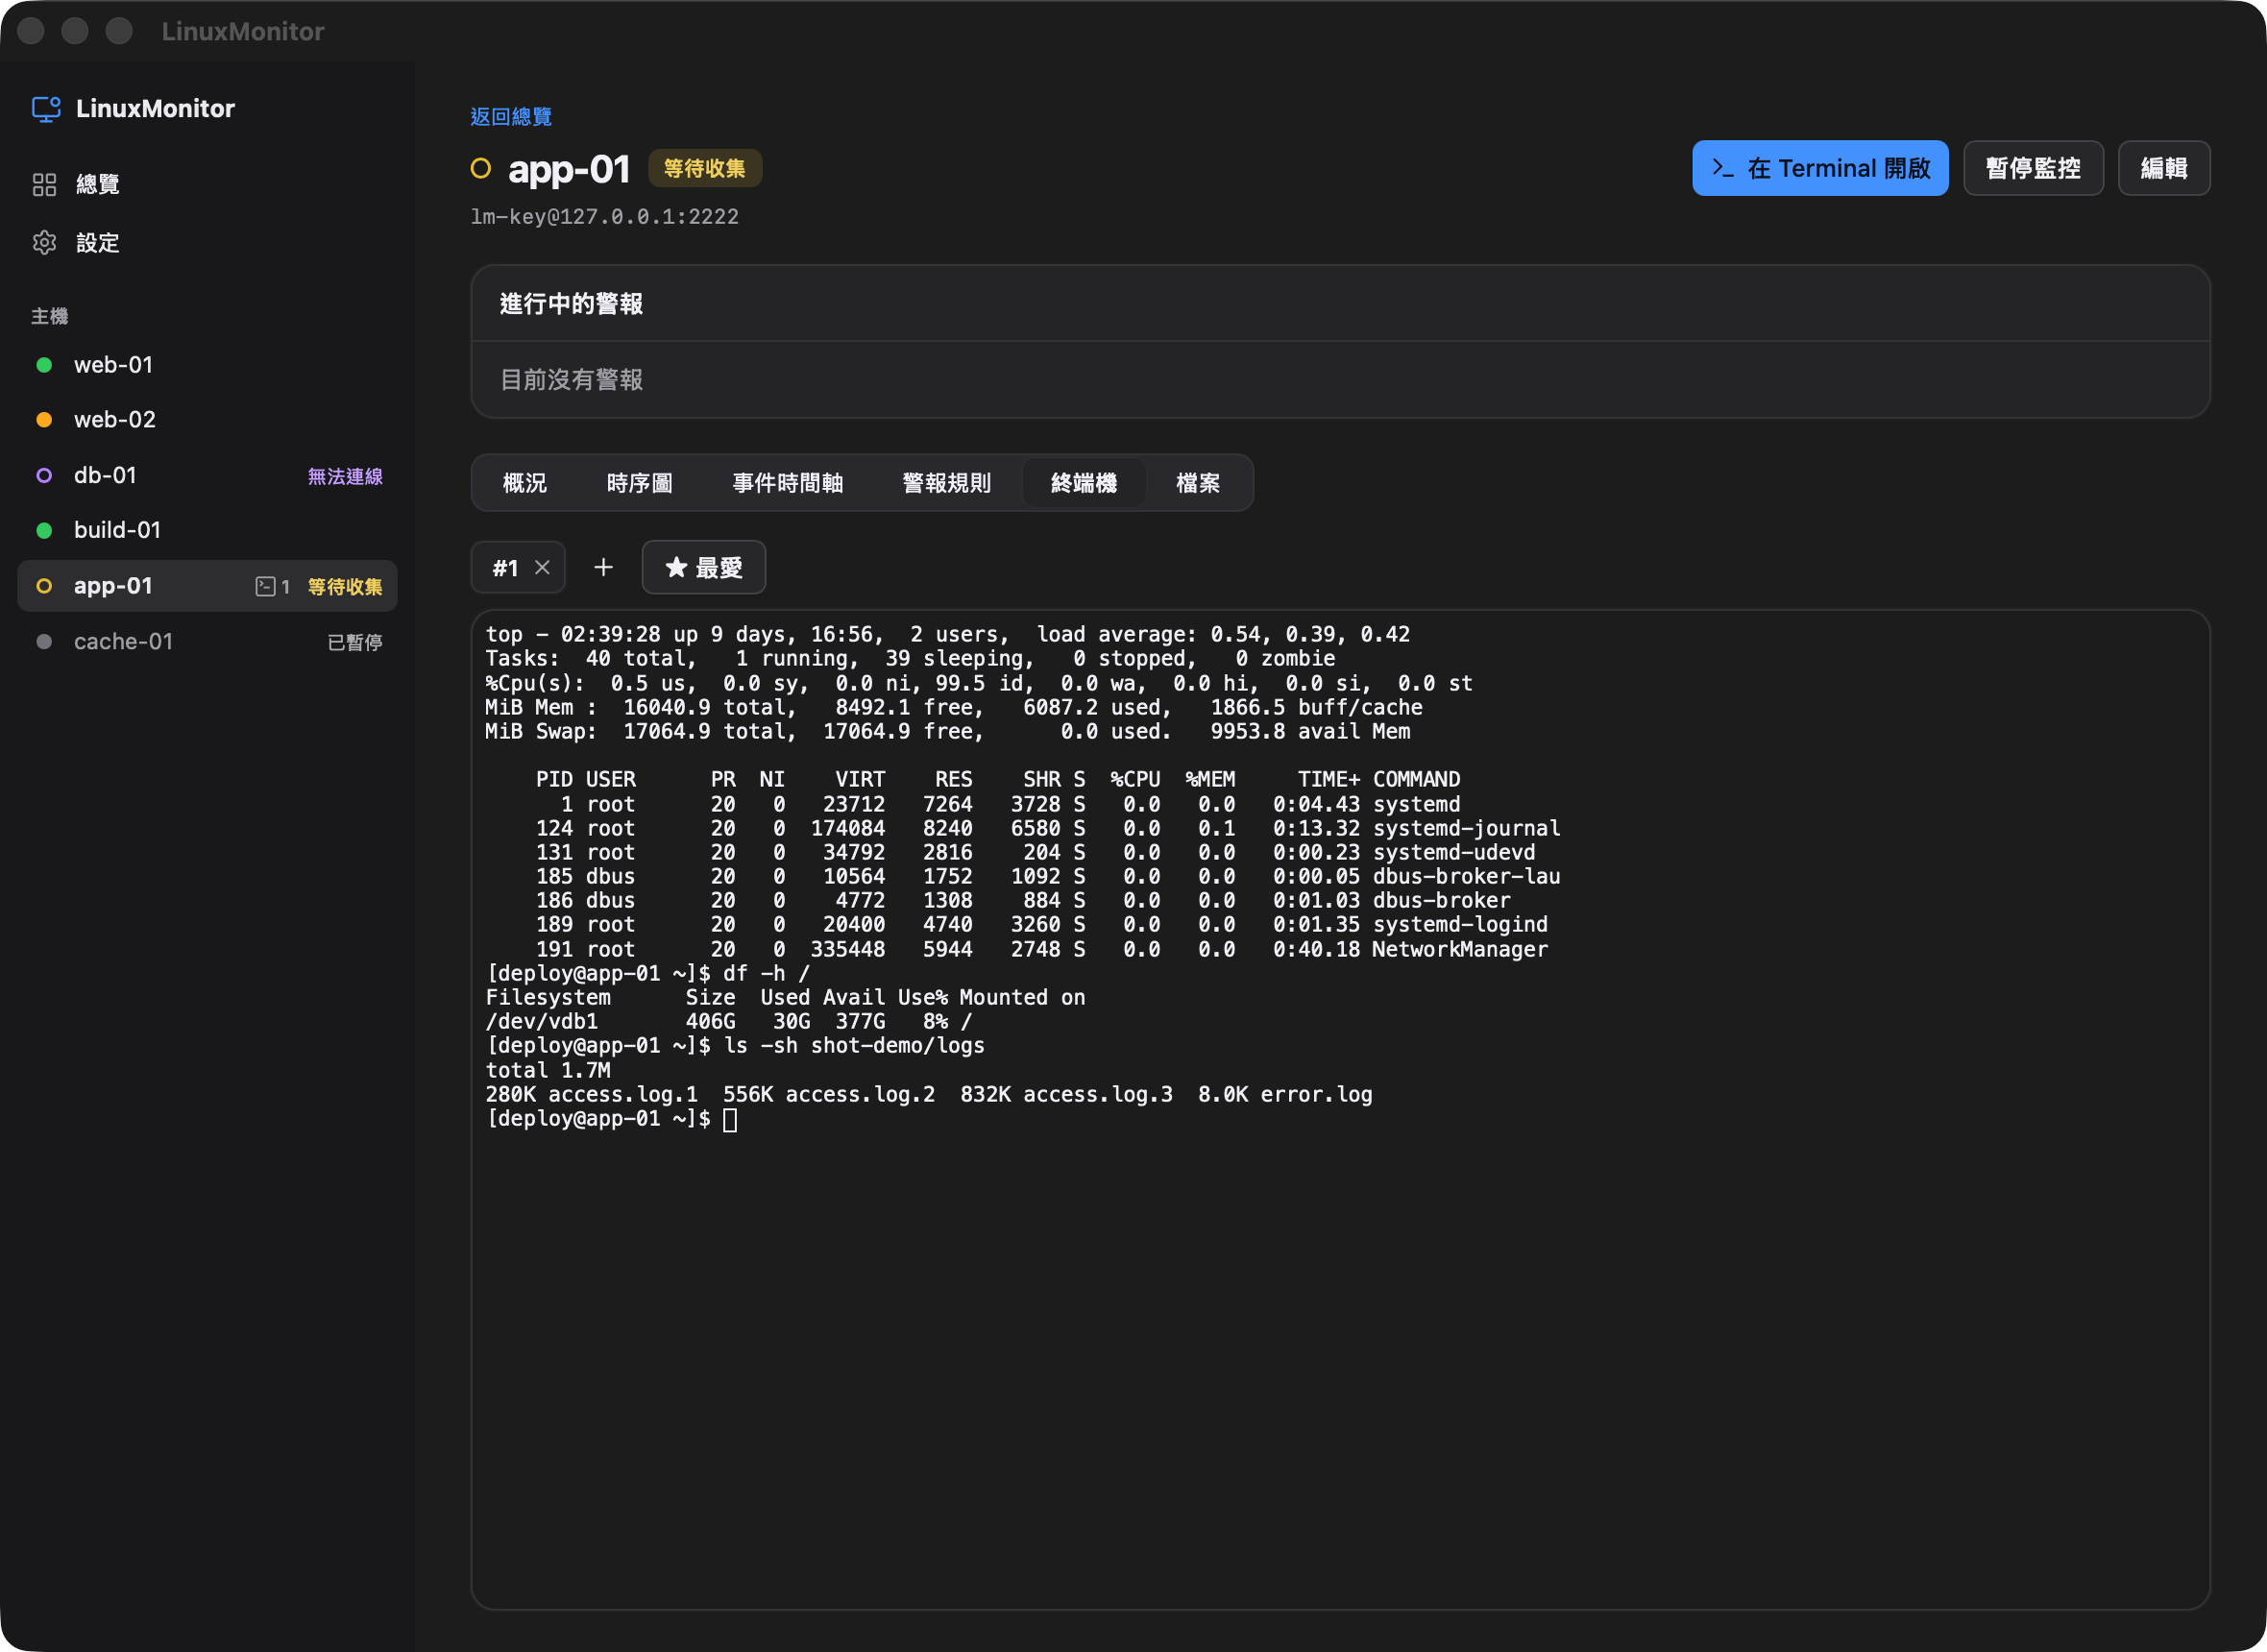 LinuxMonitor
LinuxMonitor
總覽
設定
主機
web-01
web-02
db-01 無法連線
build-01
app-01 1 等待收集
cache-01 已暫停
返回總覽
app-01 等待收集
lm-key@127.0.0.1:2222
>_ 在 Terminal 開啟 暫停監控 編輯
進行中的警報
目前沒有警報
概況 時序圖 事件時間軸 警報規則 終端機 檔案
#1 × + ★ 最愛
top - 02:39:28 up 9 days, 16:56,  2 users,  load average: 0.54, 0.39, 0.42
Tasks:  40 total,   1 running,  39 sleeping,   0 stopped,   0 zombie
%Cpu(s):  0.5 us,  0.0 sy,  0.0 ni, 99.5 id,  0.0 wa,  0.0 hi,  0.0 si,  0.0 st
MiB Mem :  16040.9 total,   8492.1 free,   6087.2 used,   1866.5 buff/cache
MiB Swap:  17064.9 total,  17064.9 free,      0.0 used.   9953.8 avail Mem
    PID USER      PR  NI    VIRT    RES    SHR S  %CPU  %MEM     TIME+ COMMAND
      1 root      20   0   23712   7264   3728 S   0.0   0.0   0:04.43 systemd
    124 root      20   0  174084   8240   6580 S   0.0   0.1   0:13.32 systemd-journal
    131 root      20   0   34792   2816    204 S   0.0   0.0   0:00.23 systemd-udevd
    185 dbus      20   0   10564   1752   1092 S   0.0   0.0   0:00.05 dbus-broker-lau
    186 dbus      20   0    4772   1308    884 S   0.0   0.0   0:01.03 dbus-broker
    189 root      20   0   20400   4740   3260 S   0.0   0.0   0:01.35 systemd-logind
    191 root      20   0  335448   5944   2748 S   0.0   0.0   0:40.18 NetworkManager
[deploy@app-01 ~]$ df -h /
Filesystem      Size  Used Avail Use% Mounted on
/dev/vdb1       406G   30G  377G   8% /
[deploy@app-01 ~]$ ls -sh shot-demo/logs
total 1.7M
280K access.log.1  556K access.log.2  832K access.log.3  8.0K error.log
[deploy@app-01 ~]$